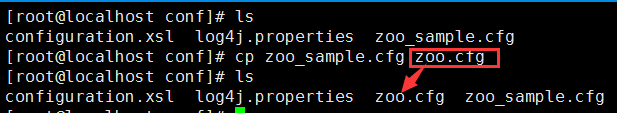 [root@localhost conf]# ls
configuration.xsl  log4j.properties  zoo_sample.cfg
[root@localhost conf]# cp zoo_sample.cfg zoo.cfg
[root@localhost conf]# ls
configuration.xsl  log4j.properties  zoo.cfg  zoo_sample.cfg
[root@localhost conf]#